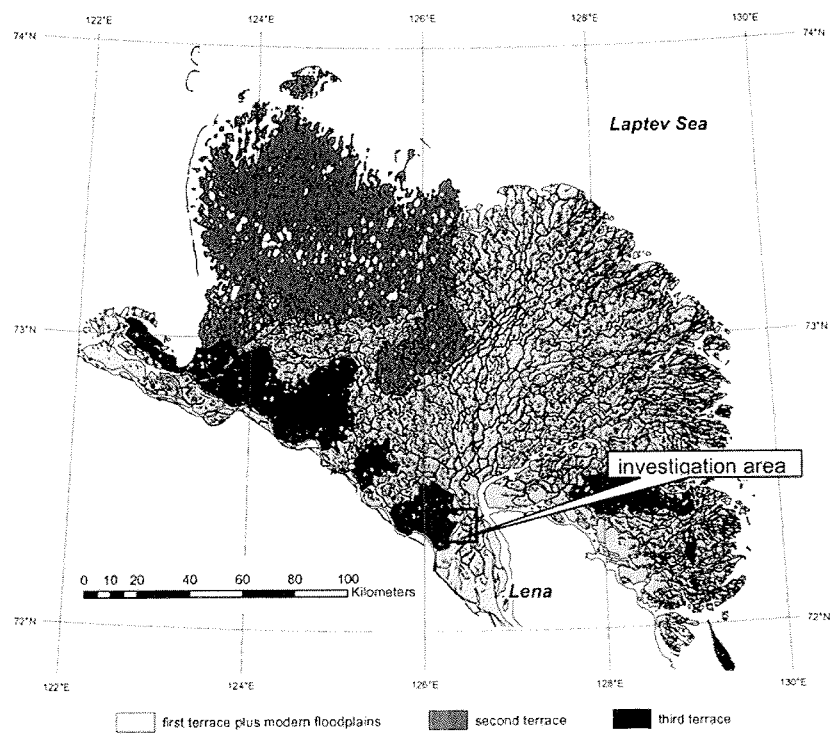 122°E 124°E 126°E 128°E 130°E
74°N 74°N
Laptev Sea
73°N 73°N
investigation area
0 10 20 40 60 80 100
Kilometers
Lena
72°N 72°N
122°E 124°E 126°E 128°E 130°E
first terrace plus modern floodplains second terrace third terrace